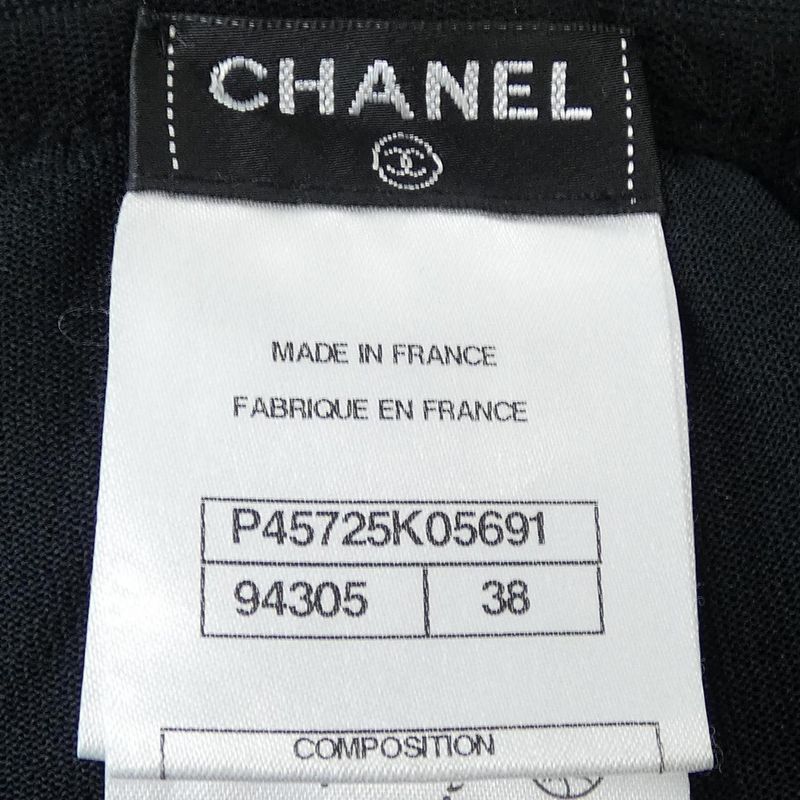 CHANEL
MADE IN FRANCE
FABRIQUE EN FRANCE
P45725K05691
94305 38
COMPOSITION